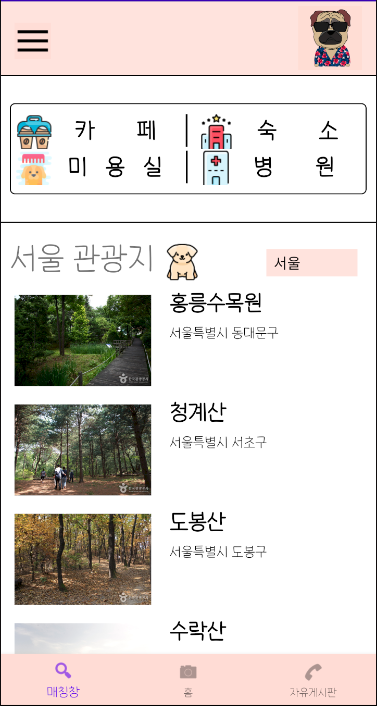 카 페 숙 소
미 용 실 병 원
서울 관광지
서울
홍릉수목원
서울특별시 동대문구
청계산
서울특별시 서초구
도봉산
서울특별시 도봉구
수락산
매칭창 홈 자유게시판